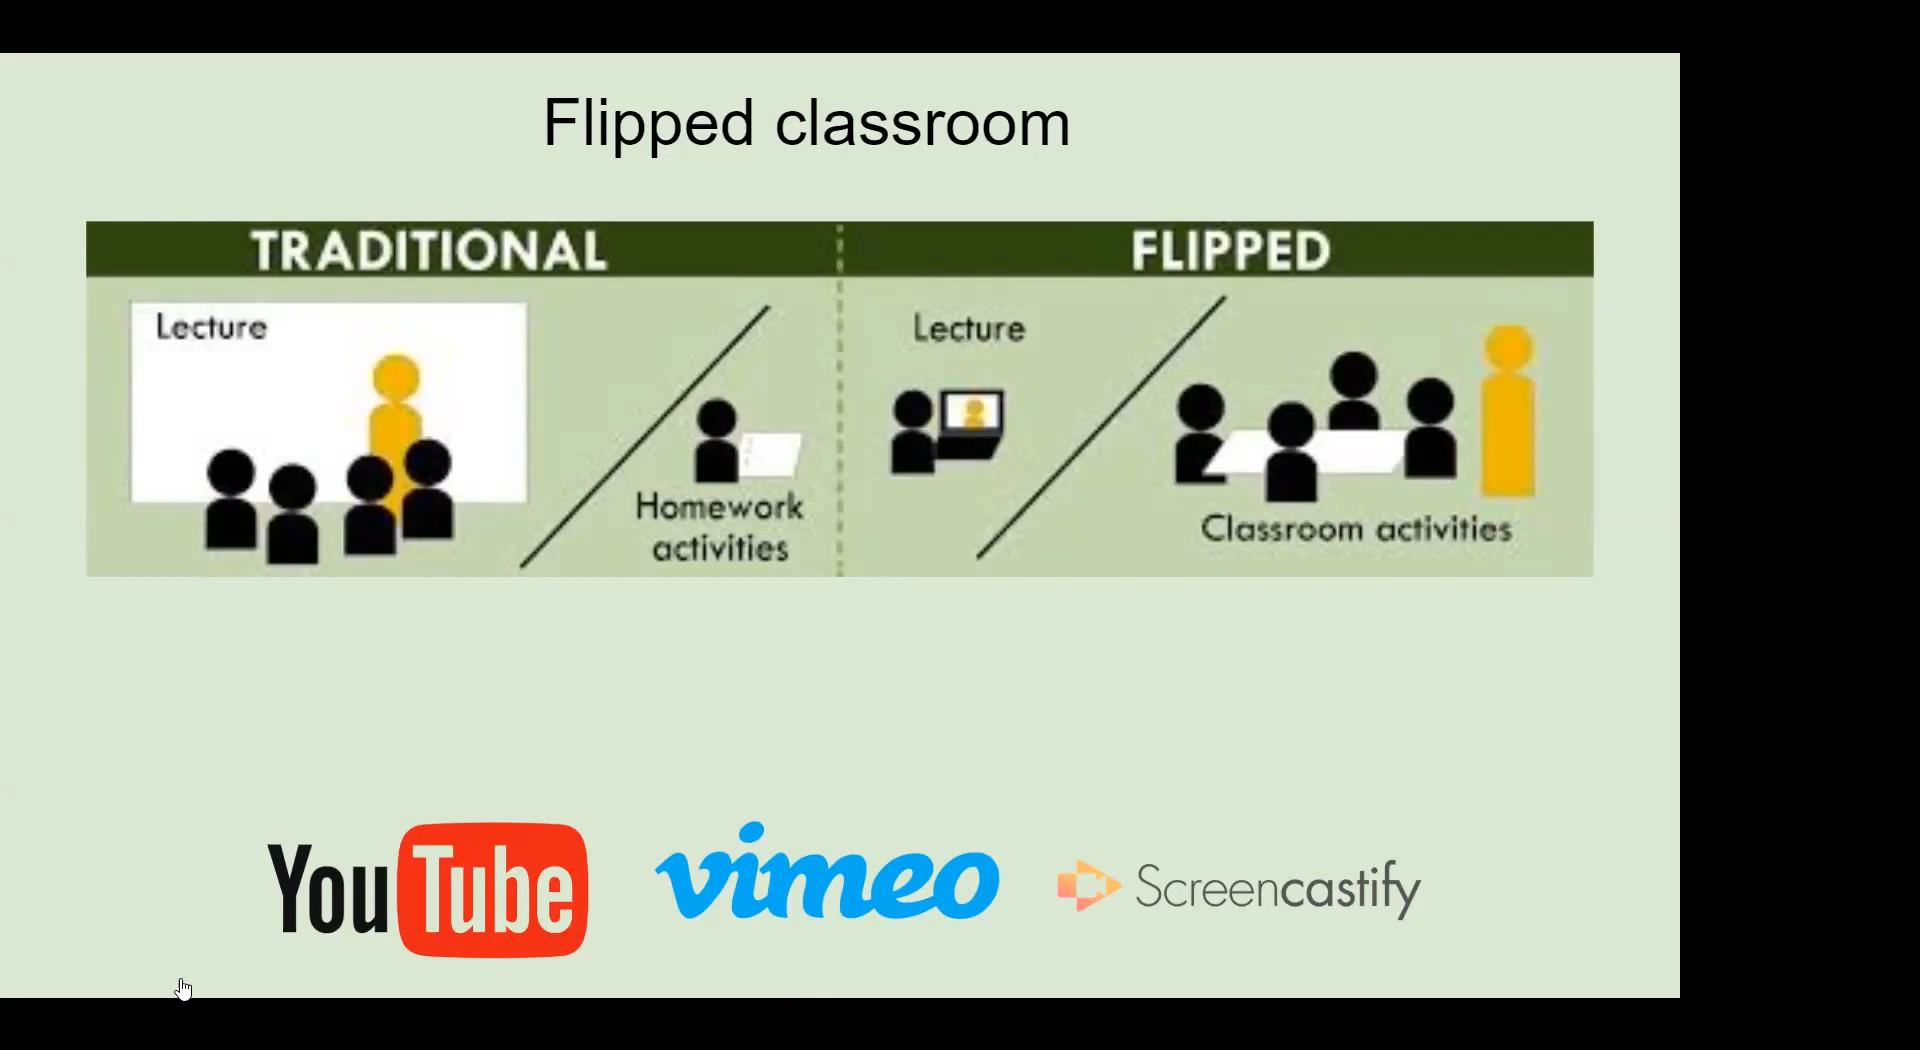 Flipped classroom
TRADITIONAL
FLIPPED
Lecture
Homework
activities
Lecture
Classroom activities
YouTube
vimeo
Screencastify